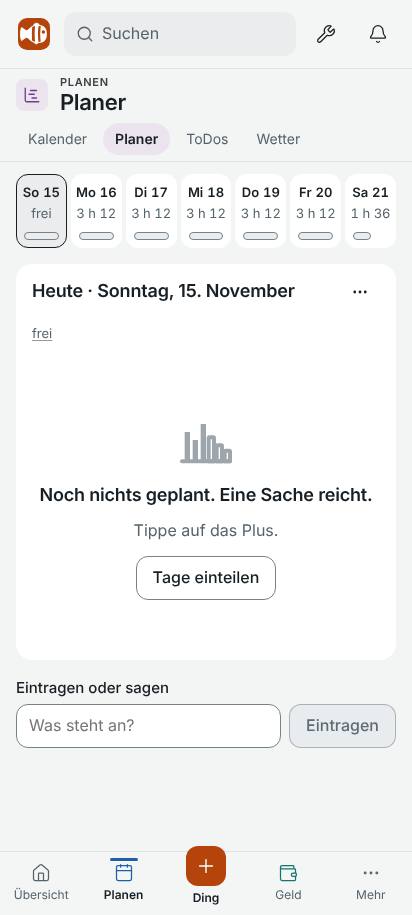 Suchen
PLANEN
Planer
Kalender Planer ToDos Wetter
So 15 Mo 16 Di 17 Mi 18 Do 19 Fr 20 Sa 21
frei 3 h 12 3 h 12 3 h 12 3 h 12 3 h 12 1 h 36
Heute · Sonntag, 15. November
frei
Noch nichts geplant. Eine Sache reicht.
Tippe auf das Plus.
Tage einteilen
Eintragen oder sagen
Was steht an? Eintragen
Übersicht Planen Ding Geld Mehr